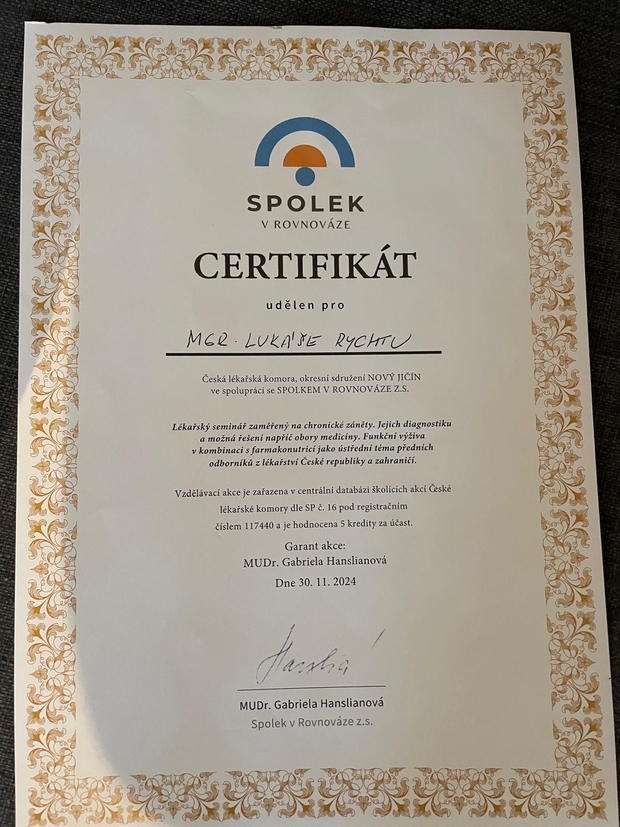 SPOLEK
V ROVNOVÁZE
CERTIFIKÁT
udělen pro
MGR. LUKÁŠE RYCHTU
Česká lékařská komora, okresní sdružení NOVÝ JIČÍN
ve spolupráci se SPOLKEM V ROVNOVÁZE Z.S.
Lékařský seminář zaměřený na chronické záněty. Jejich diagnostiku
a možná řešení napříč obory medicíny. Funkční výživa
v kombinaci s farmakonutricí jako ústřední téma předních
odborníků z lékařství České republiky a zahraničí.
Vzdělávací akce je zařazena v centrální databázi školících akcí České
lékařské komory dle SP č. 16 pod registračním
číslem 117440 a je hodnocena 5 kredity za účast.
Garant akce:
MUDr. Gabriela Hanslianová
Dne 30. 11. 2024
MUDr. Gabriela Hanslianová
Spolek v Rovnováze z.s.